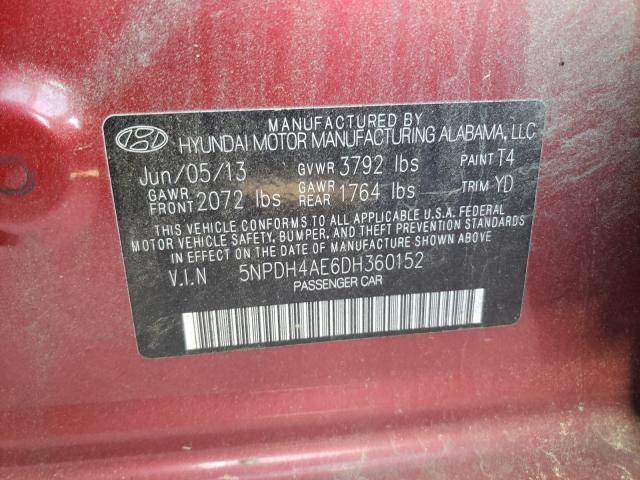 MANUFACTURED BY
HYUNDAI MOTOR MANUFACTURING ALABAMA, LLC
Jun/05/13 GVWR 3792 lbs PAINT T4
GAWR FRONT 2072 lbs GAWR REAR 1764 lbs TRIM YD
THIS VEHICLE CONFORMS TO ALL APPLICABLE U.S.A. FEDERAL
MOTOR VEHICLE SAFETY, BUMPER, AND THEFT PREVENTION STANDARDS
IN EFFECT ON THE DATE OF MANUFACTURE SHOWN ABOVE.
V.I.N 5NPDH4AE6DH360152
PASSENGER CAR